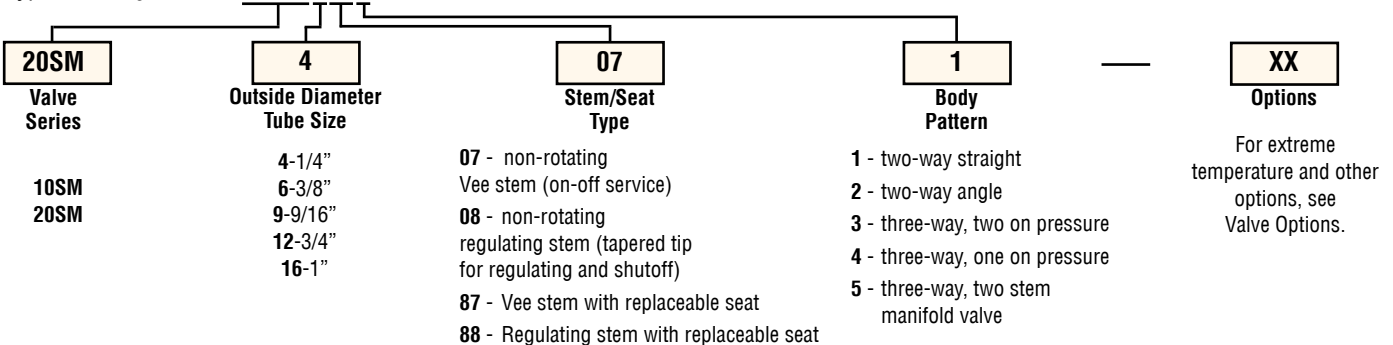 20SM
Valve
Series
10SM
20SM
4
Outside Diameter
Tube Size
4-1/4”
6-3/8”
9-9/16”
12-3/4”
16-1”
07
Stem/Seat
Type
07 - non-rotating
Vee stem (on-off service)
08 - non-rotating
regulating stem (tapered tip
for regulating and shutoff)
87 - Vee stem with replaceable seat
88 - Regulating stem with replaceable seat
1
Body
Pattern
1 - two-way straight
2 - two-way angle
3 - three-way, two on pressure
4 - three-way, one on pressure
5 - three-way, two stem
manifold valve
—
XX
Options
For extreme
temperature and other
options, see
Valve Options.